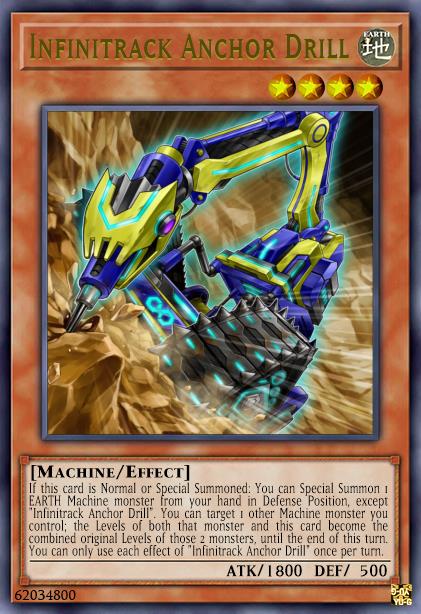 INFINITRACK ANCHOR DRILL
EARTH
地
[MACHINE/EFFECT]
If this card is Normal or Special Summoned: You can Special Summon 1
EARTH Machine monster from your hand in Defense Position, except
"Infinitrack Anchor Drill". You can target 1 other Machine monster you
control; the Levels of both that monster and this card become the
combined original Levels of those 2 monsters, until the end of this turn.
You can only use each effect of "Infinitrack Anchor Drill" once per turn.
ATK/1800 DEF/ 500
62034800